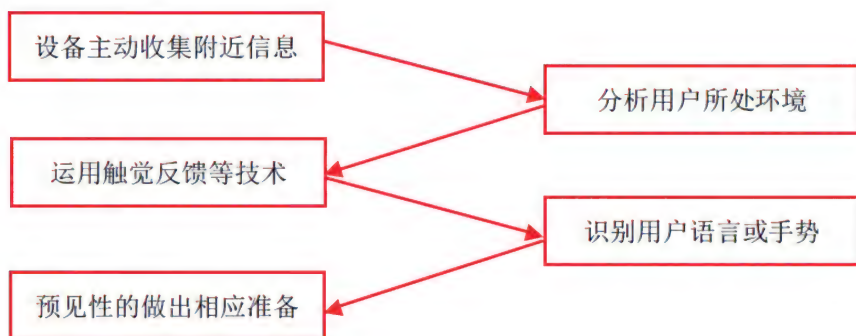 设备主动收集附近信息
分析用户所处环境
运用触觉反馈等技术
识别用户语言或手势
预见性的做出相应准备